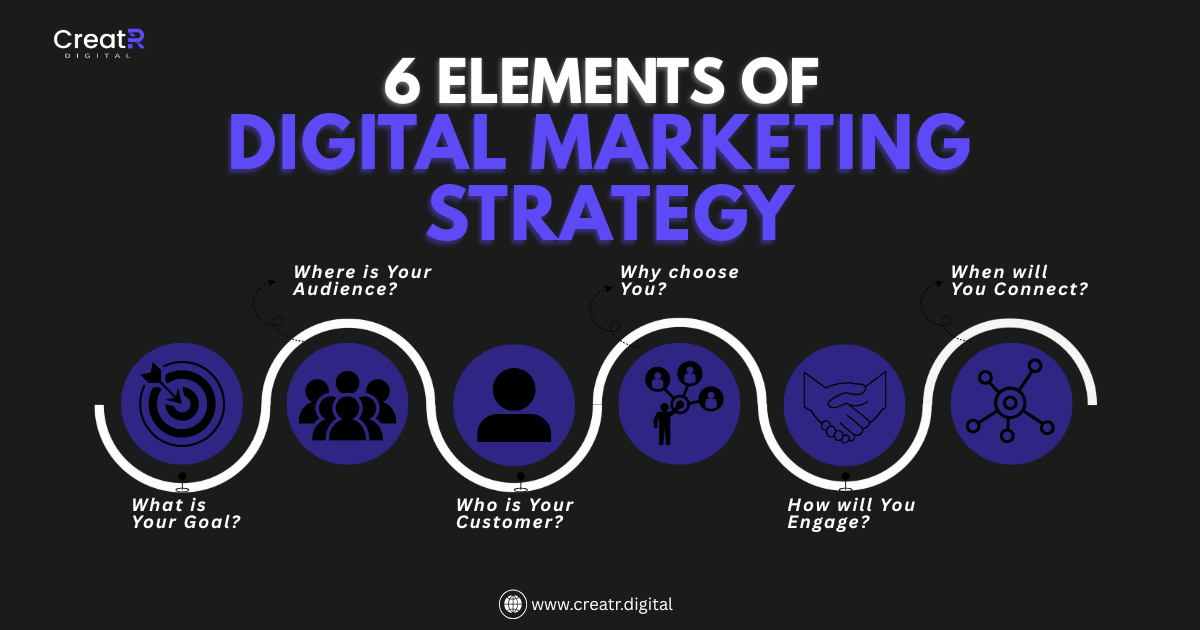 CreatR
DIGITAL
6 ELEMENTS OF
DIGITAL MARKETING
STRATEGY
Where is Your
Audience?
Why choose
You?
When will
You Connect?
What is
Your Goal?
Who is Your
Customer?
How will You
Engage?
www.creatr.digital